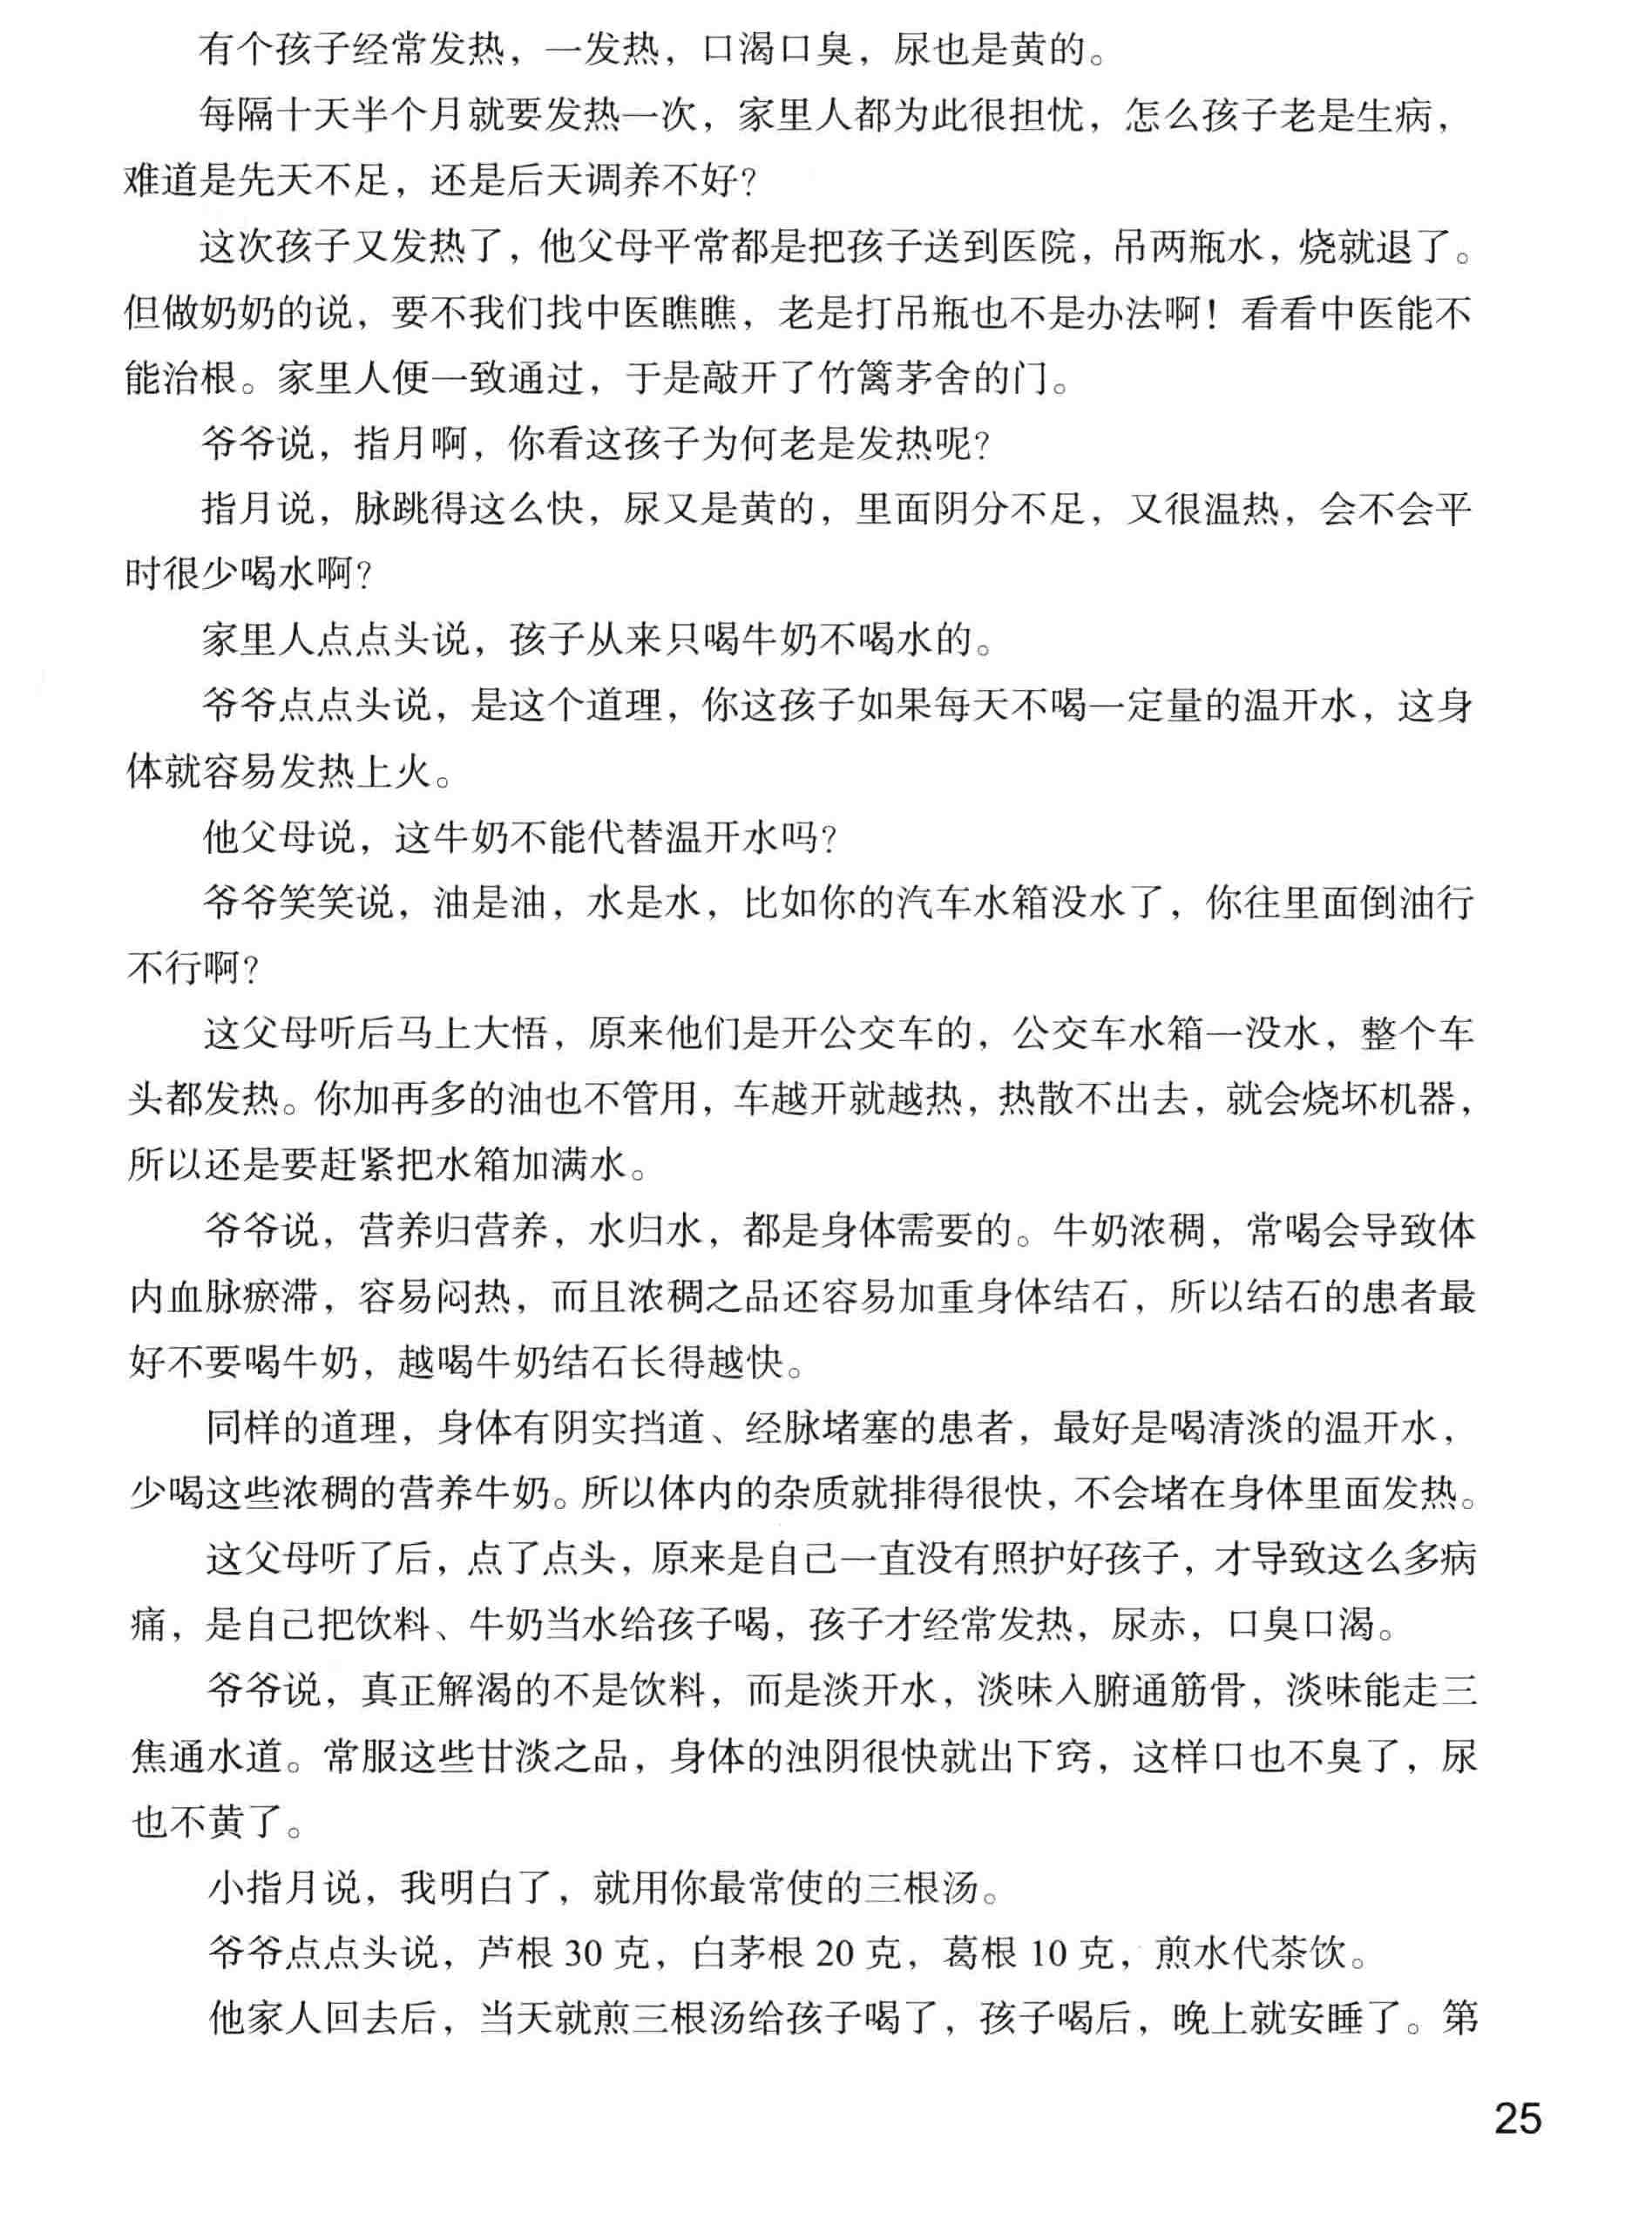 有个孩子经常发热，一发热，口渴口臭，尿也是黄的。
每隔十天半个月就要发热一次，家里人都为此很担忧，怎么孩子老是生病，
难道是先天不足，还是后天调养不好？
这次孩子又发热了，他父母平常都是把孩子送到医院，吊两瓶水，烧就退了。
但做奶奶的说，要不我们找中医瞧瞧，老是打吊瓶也不是办法啊！看看中医能不
能治根。家里人便一致通过，于是敲开了竹篱茅舍的门。
爷爷说，指月啊，你看这孩子为何老是发热呢？
指月说，脉跳得这么快，尿又是黄的，里面阴分不足，又很温热，会不会平
时很少喝水啊？
家里人点点头说，孩子从来只喝牛奶不喝水的。
爷爷点点头说，是这个道理，你这孩子如果每天不喝一定量的温开水，这身
体就容易发热上火。
他父母说，这牛奶不能代替温开水吗？
爷爷笑笑说，油是油，水是水，比如你的汽车水箱没水了，你往里面倒油行
不行啊？
这父母听后马上大悟，原来他们是开公交车的，公交车水箱一没水，整个车
头都发热。你加再多的油也不管用，车越开就越热，热散不出去，就会烧坏机器，
所以还是要赶紧把水箱加满水。
爷爷说，营养归营养，水归水，都是身体需要的。牛奶浓稠，常喝会导致体
内血脉瘀滞，容易闷热，而且浓稠之品还容易加重身体结石，所以结石的患者最
好不要喝牛奶，越喝牛奶结石长得越快。
同样的道理，身体有阴实挡道、经脉堵塞的患者，最好是喝清淡的温开水，
少喝这些浓稠的营养牛奶。所以体内的杂质就排得很快，不会堵在身体里面发热。
这父母听了后，点了点头，原来是自己一直没有照护好孩子，才导致这么多病
痛，是自己把饮料、牛奶当水给孩子喝，孩子才经常发热，尿赤，口臭口渴。
爷爷说，真正解渴的不是饮料，而是淡开水，淡味入腑通筋骨，淡味能走三
焦通水道。常服这些甘淡之品，身体的浊阴很快就出下窍，这样口也不臭了，尿
也不黄了。
小指月说，我明白了，就用你最常使的三根汤。
爷爷点点头说，芦根 30 克，白茅根 20 克，葛根 10 克，煎水代茶饮。
他家人回去后，当天就煎三根汤给孩子喝了，孩子喝后，晚上就安睡了。第
25